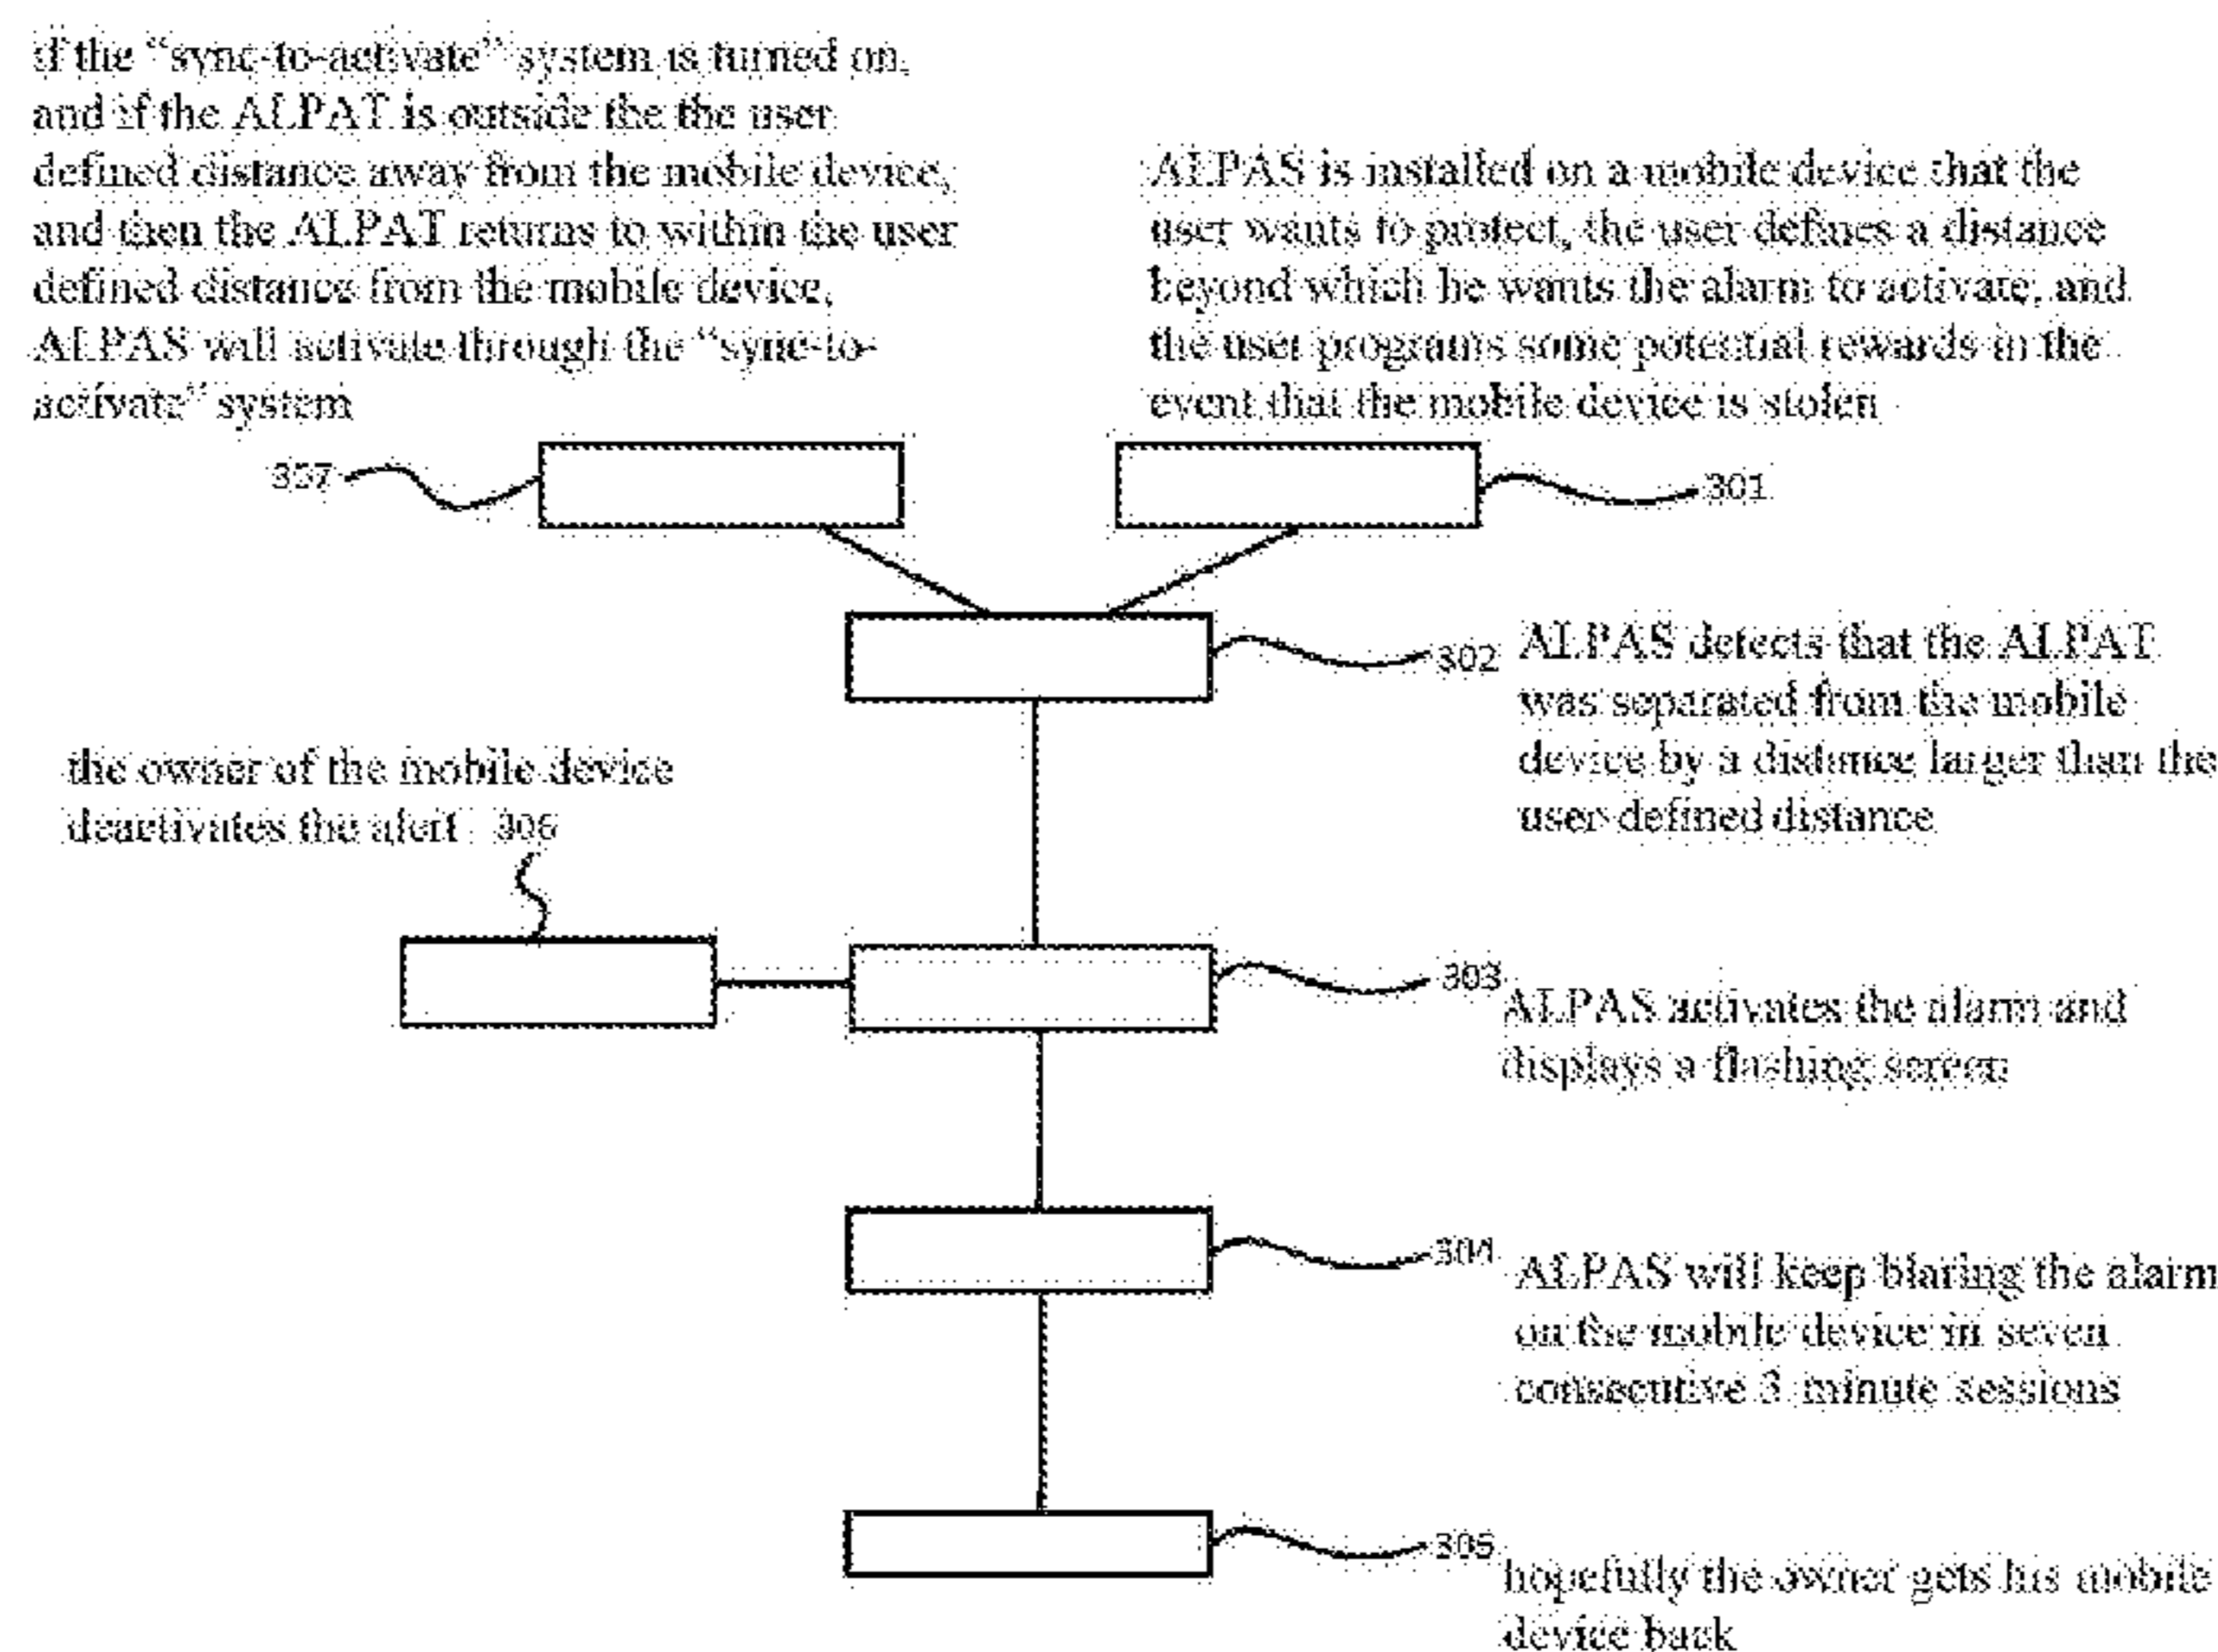 if the “sync-to-activate” system is turned on,
and if the ALPAT is outside the the user
defined distance away from the mobile device,
and then the ALPAT returns to within the user
defined distance from the mobile device,
ALPAS will activate through the “sync-to-
activate” system
ALPAS is installed on a mobile device that the
user wants to protect, the user defines a distance
beyond which he wants the alarm to activate, and
the user programs some potential rewards in the
event that the mobile device is stolen
307
301
302
ALPAS detects that the ALPAT
was separated from the mobile
device by a distance larger than the
user defined distance
the owner of the mobile device
deactivates the alert
306
303
ALPAS activates the alarm and
displays a flashing screen
304
ALPAS will keep blaring the alarm
on the mobile device in seven
consecutive 3 minute sessions
305
hopefully the owner gets his mobile
device back